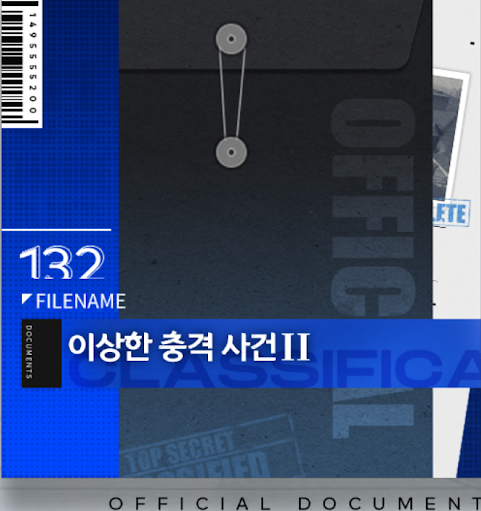 1495555200
OFFICIAL
LETE
132
FILENAME
DOCUMENTS
이상한 충격 사건II
CLASSIFICA
TOP SECRET
CLASSIFIED
OFFICIAL DOCUMENT